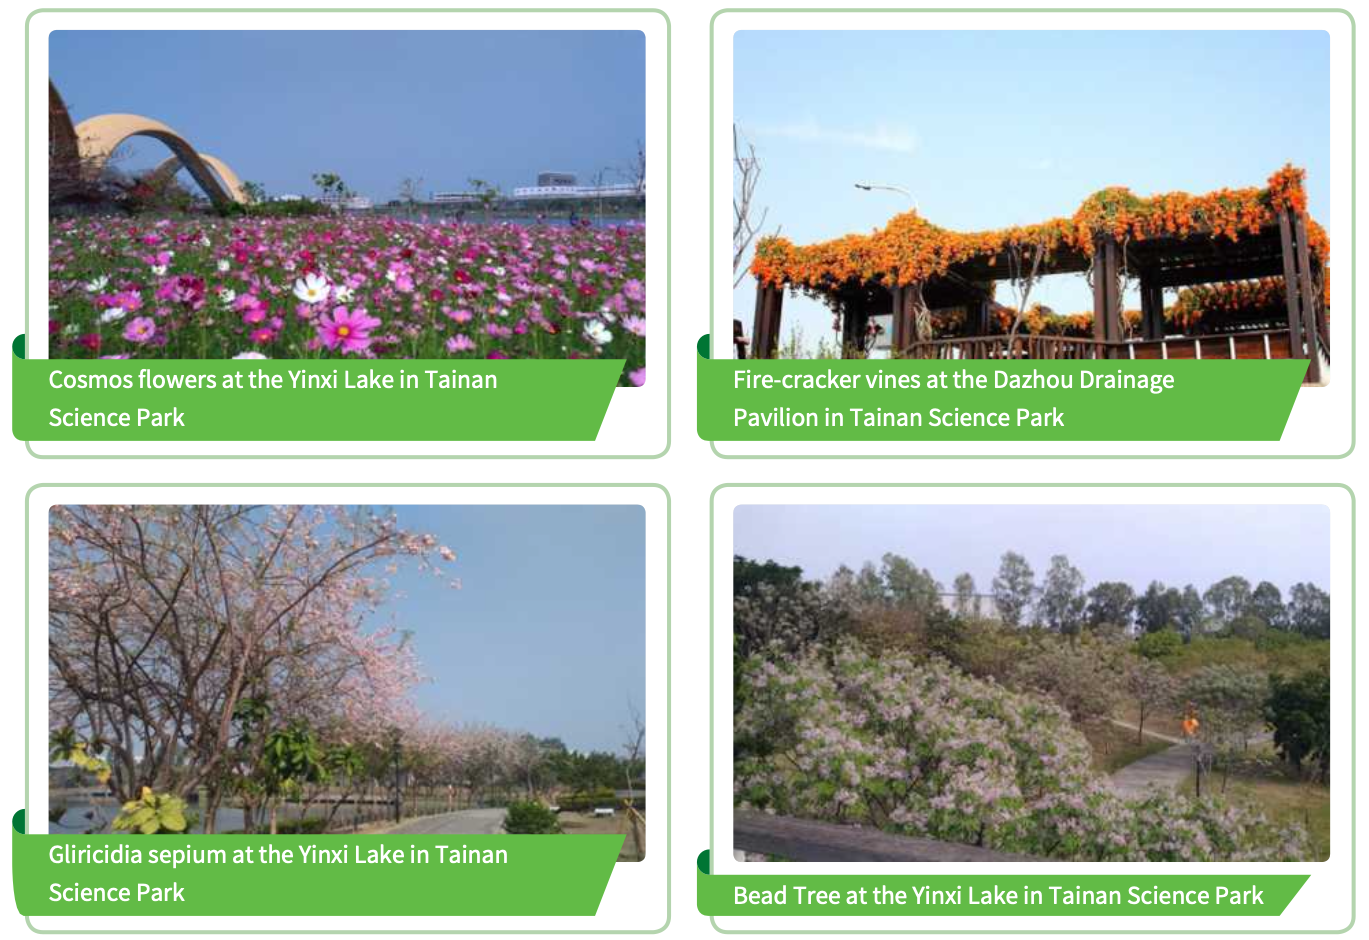 Cosmos flowers at the Yinxi Lake in Tainan
Science Park
Fire-cracker vines at the Dazhou Drainage
Pavilion in Tainan Science Park
Gliricidia sepium at the Yinxi Lake in Tainan
Science Park
Bead Tree at the Yinxi Lake in Tainan Science Park